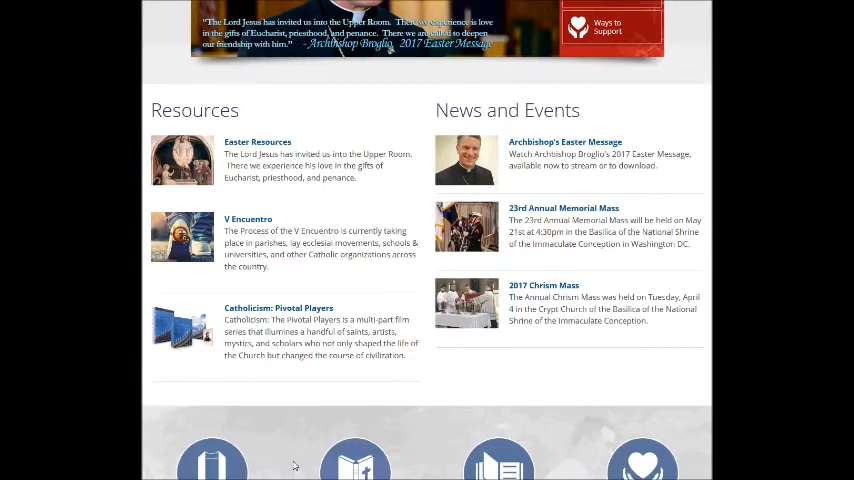 "The Lord Jesus has invited us into the Upper Room. There we experience his love
in the gifts of Eucharist, priesthood, and penance. There we are called to deepen
our friendship with him." - Archbishop Broglio, 2017 Easter Message
Ways to
Support
Resources
Easter Resources
The Lord Jesus has invited us into the Upper Room.
There we experience his love in the gifts of
Eucharist, priesthood, and penance.
V Encuentro
The Process of the V Encuentro is currently taking
place in parishes, lay ecclesial movements, schools &
universities, and other Catholic organizations across
the country.
Catholicism: Pivotal Players
Catholicism: The Pivotal Players is a multi-part film
series that illumines a handful of saints, artists,
mystics, and scholars who not only shaped the life of
the Church but changed the course of civilization.
News and Events
Archbishop's Easter Message
Watch Archbishop Broglio's 2017 Easter Message,
available now to stream or to download.
23rd Annual Memorial Mass
The 23rd Annual Memorial Mass will be held on May
21st at 4:30pm in the Basilica of the National Shrine
of the Immaculate Conception in Washington DC.
2017 Chrism Mass
The Annual Chrism Mass was held on Tuesday, April
4 in the Crypt Church of the Basilica of the National
Shrine of the Immaculate Conception.